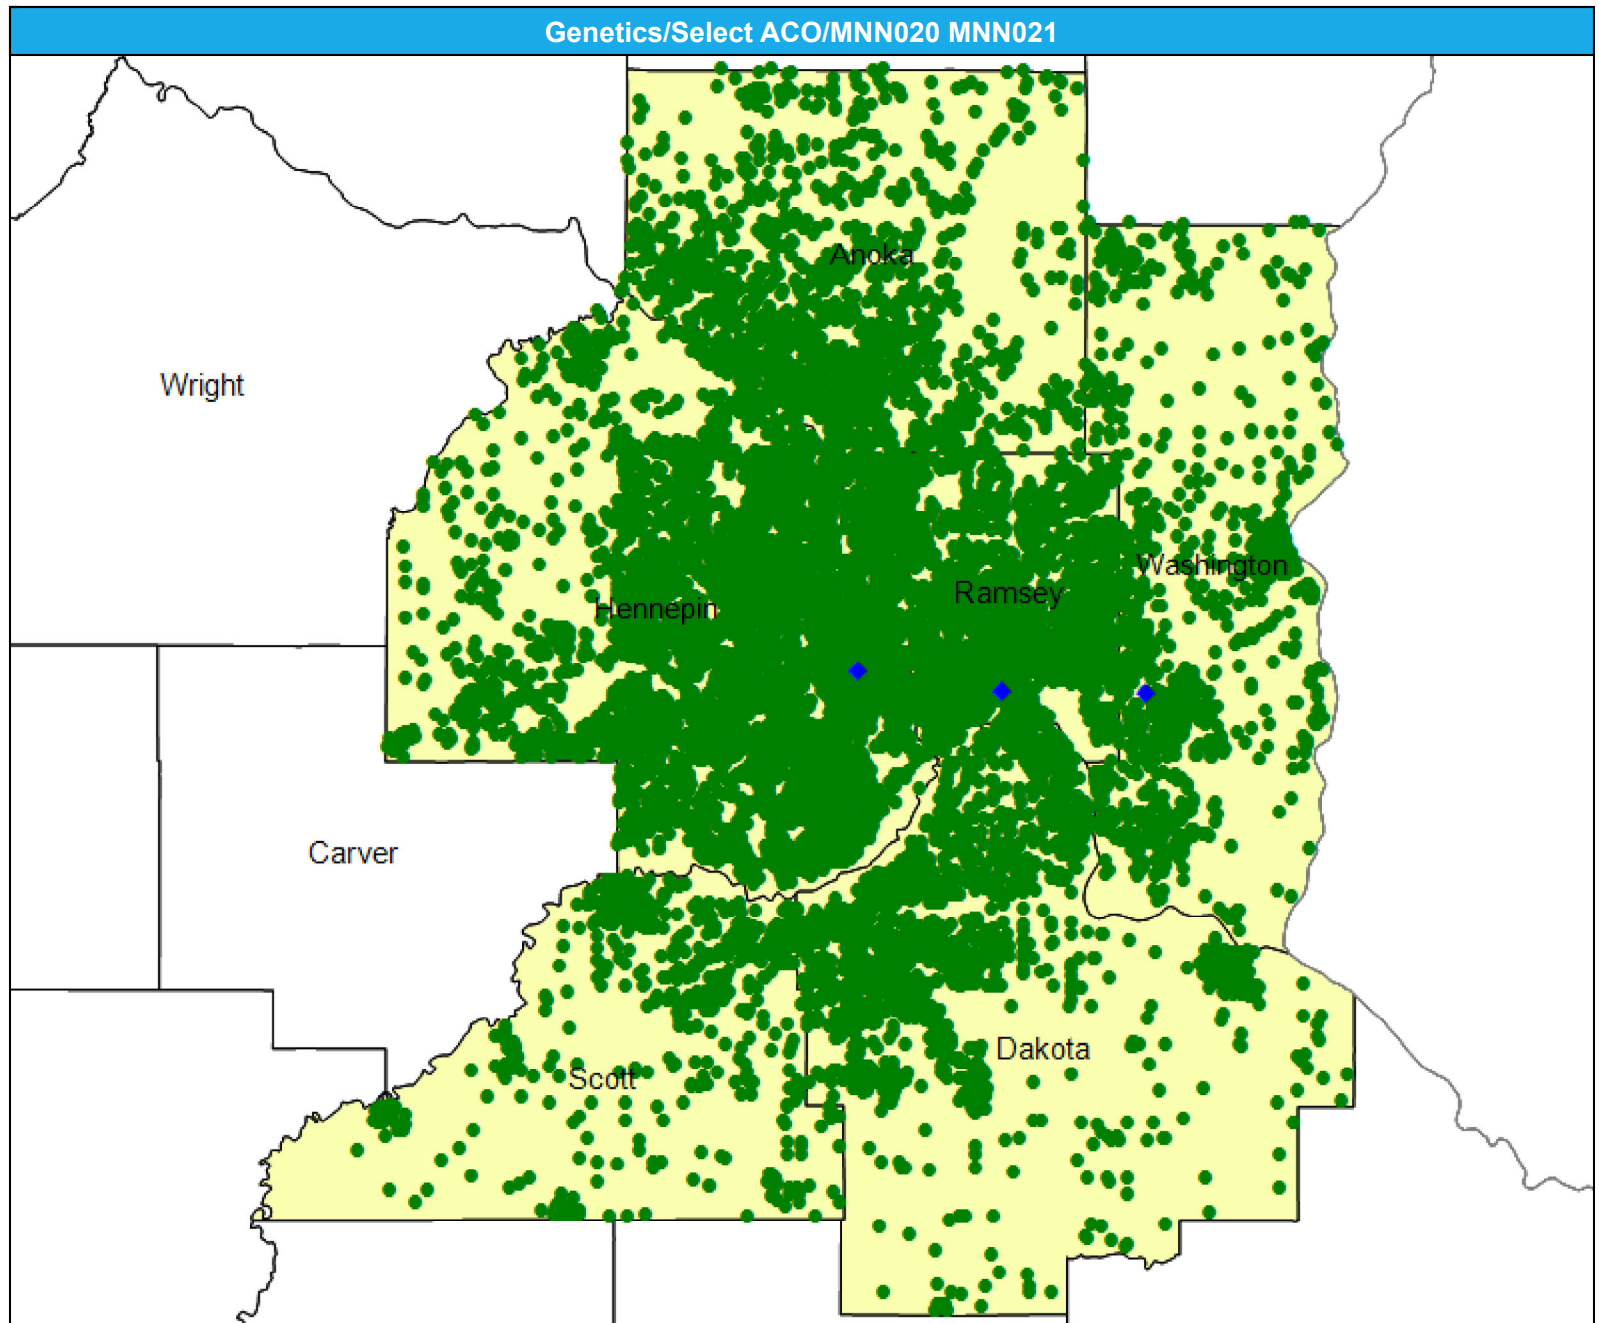 Genetics/Select ACO/MNN020 MNN021
Anoka
Wright
Washington
Ramsey
Hennepin
Carver
Dakota
Scott